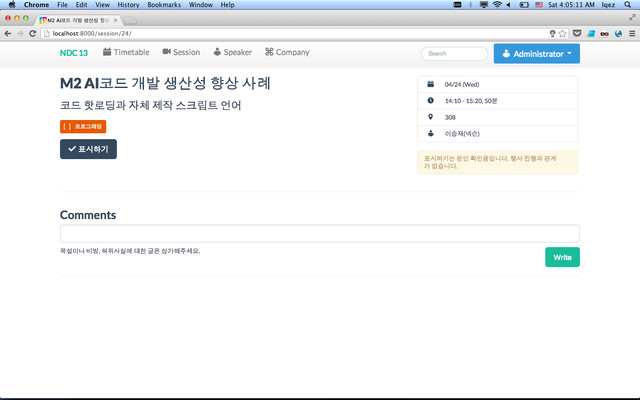 Chrome File Edit View History Bookmarks Window Help
Sat 4:05:11 AM Iqez
M2 AI코드 개발 생산성 향상
localhost:8000/session/24/
NDC 13 Timetable Session Speaker Company
Search
Administrator
M2 AI코드 개발 생산성 향상 사례
코드 핫로딩과 자체 제작 스크립트 언어
[ ] 프로그래밍
표시하기
04/24 (Wed)
14:10 - 15:20, 50분
308
이승재(넥슨)
표시하기는 본인 확인용입니다. 행사 진행과 관계
가 없습니다.
Comments
욕설이나 비방, 허위사실에 대한 글은 삼가해주세요.
Write